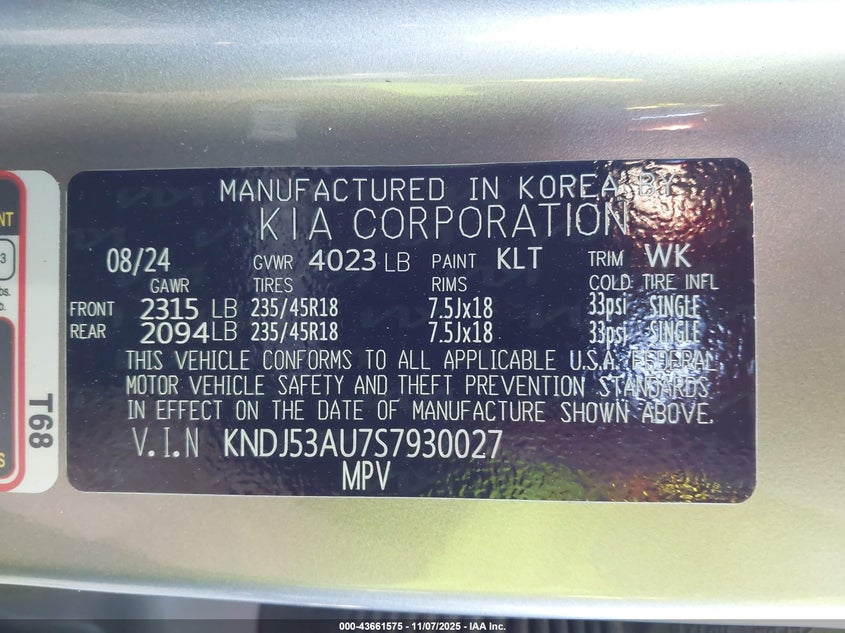 MANUFACTURED IN KOREA BY
KIA CORPORATION
08/24 GVWR 4023 LB PAINT KLT TRIM WK
GAWR TIRES RIMS COLD TIRE INFL
FRONT 2315 LB 235/45R18 7.5Jx18 33psi SINGLE
REAR 2094LB 235/45R18 7.5Jx18 33psi SINGLE
THIS VEHICLE CONFORMS TO ALL APPLICABLE U.S.A. FEDERAL
MOTOR VEHICLE SAFETY AND THEFT PREVENTION STANDARDS
IN EFFECT ON THE DATE OF MANUFACTURE SHOWN ABOVE.
V.I.N KNDJ53AU7S7930027
MPV
T68
000-43661575 - 11/07/2025 - IAA Inc.